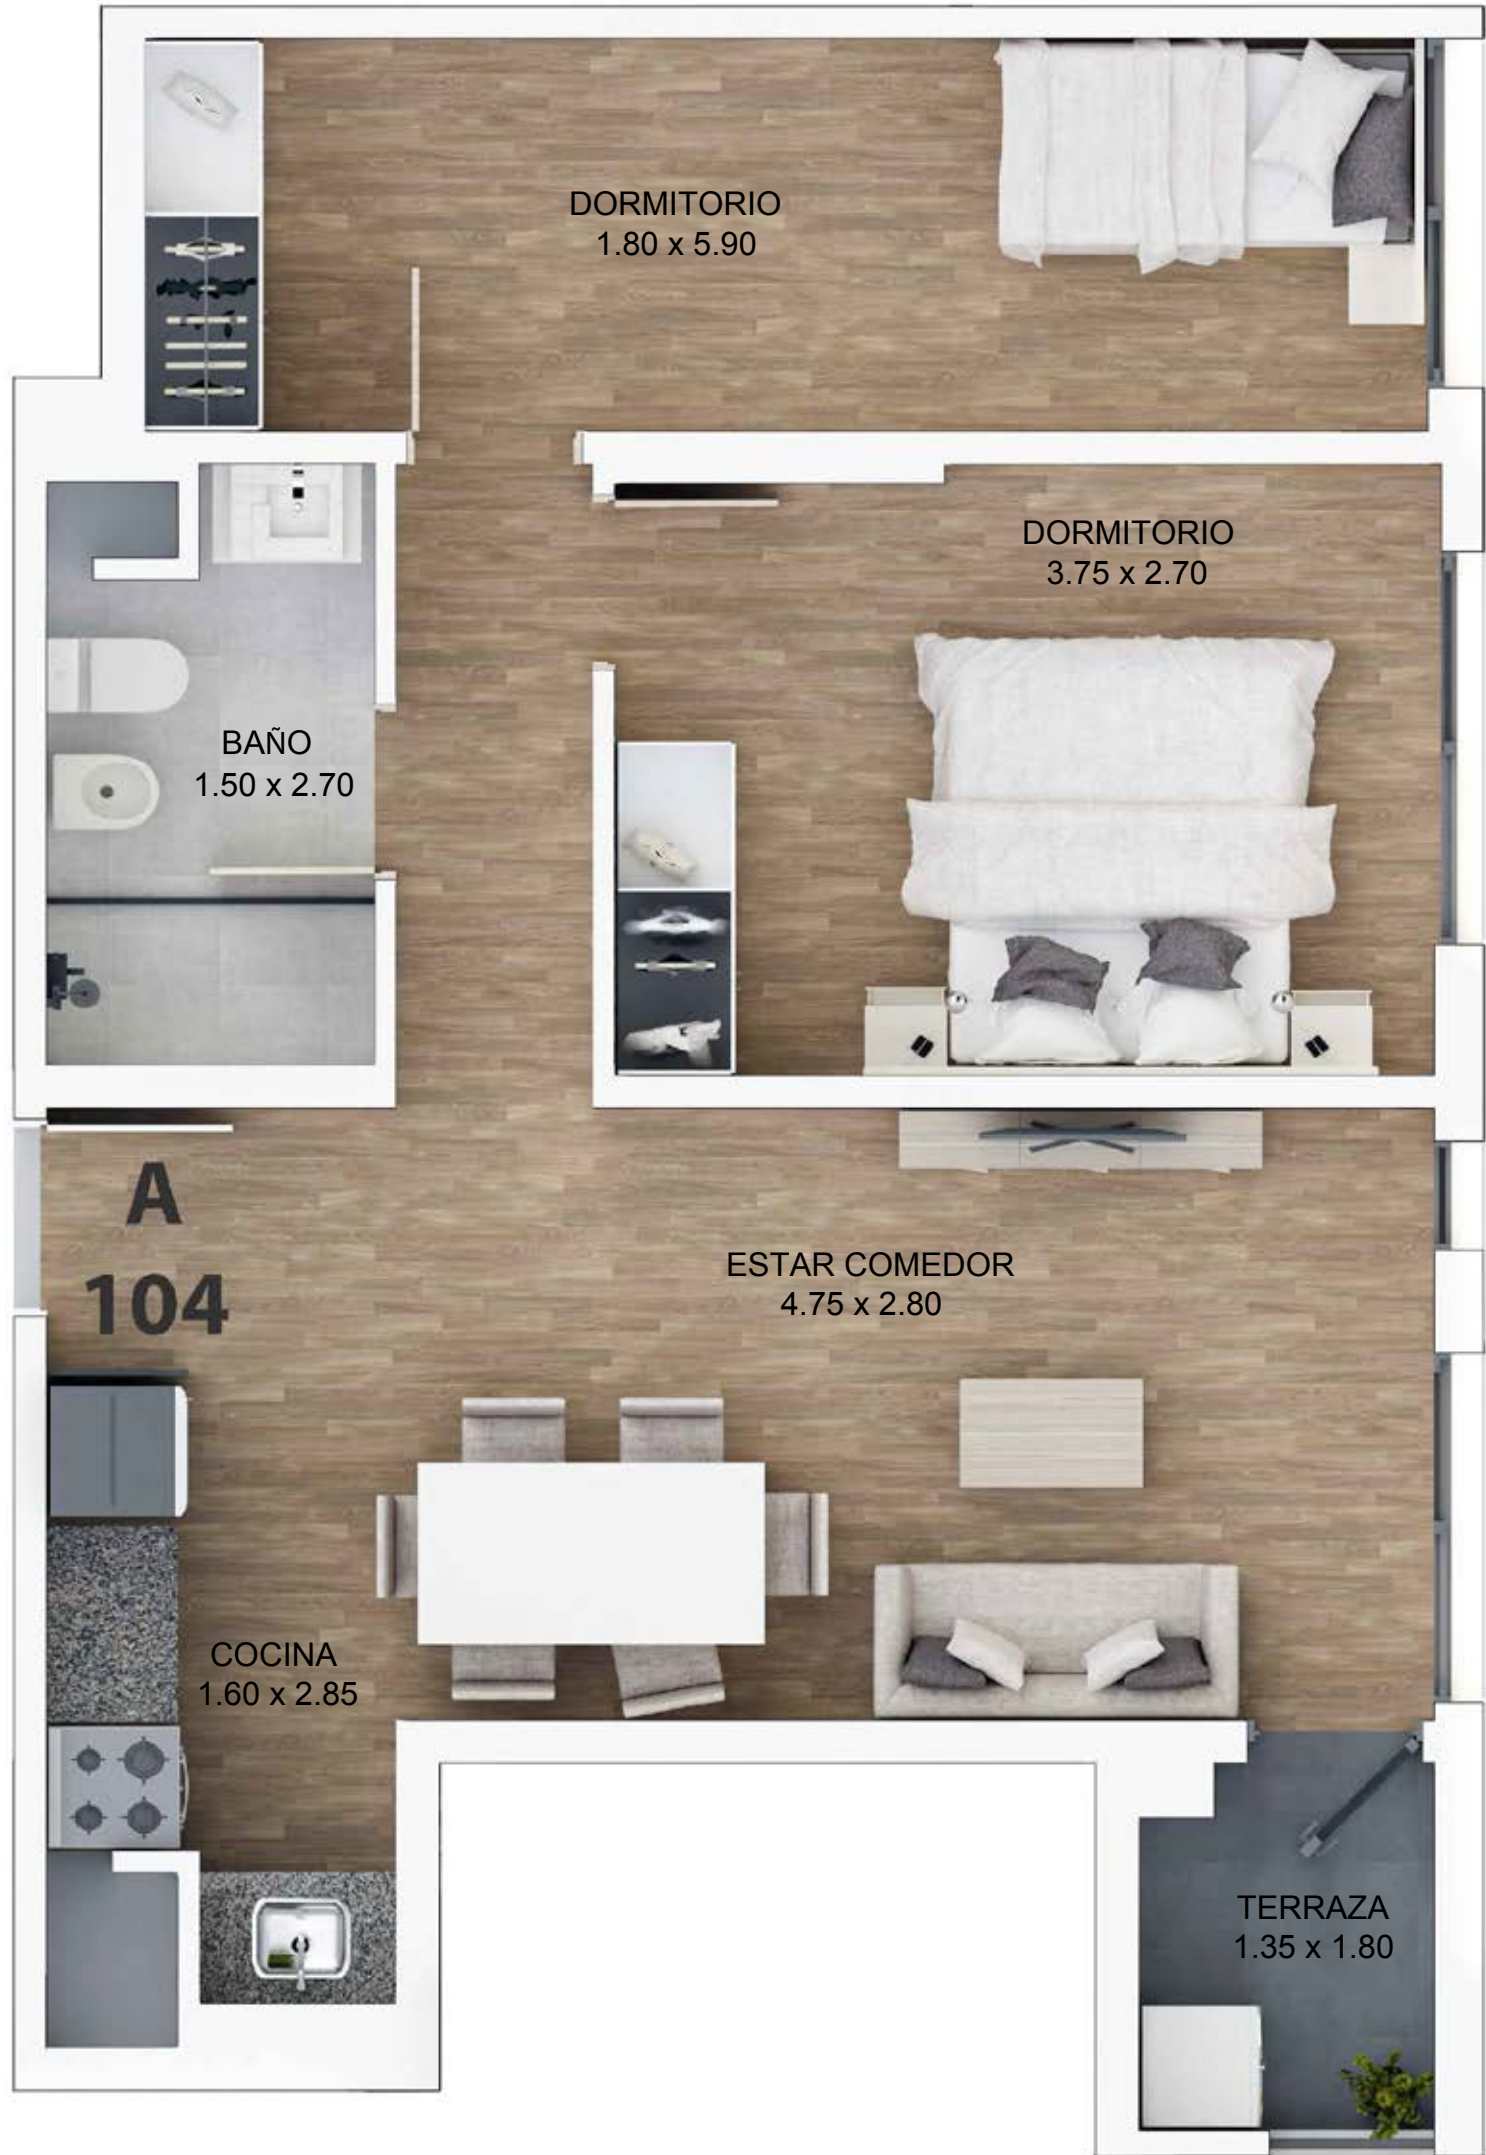 DORMITORIO
1.80 x 5.90
DORMITORIO
3.75 x 2.70
BAÑO
1.50 x 2.70
A
104
ESTAR COMEDOR
4.75 x 2.80
COCINA
1.60 x 2.85
TERRAZA
1.35 x 1.80